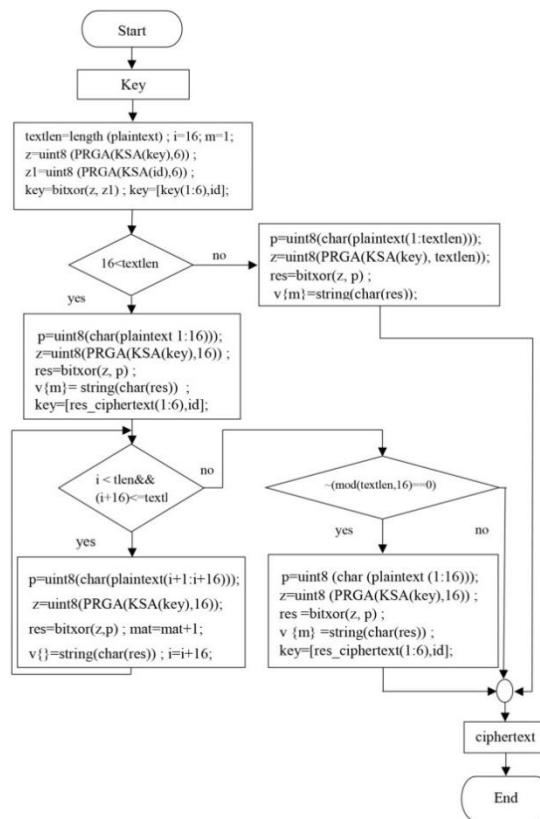 Start
Key
textlen=length (plaintext) ; i=16; m=1;
z=uint8 (PRGA(KSA(key),6)) ;
z1=uint8 (PRGA(KSA(id),6)) ;
key=bitxor(z, z1) ; key=[key(1:6),id];
16<textlen
no
p=uint8(char(plaintext(1:textlen)));
z=uint8(PRGA(KSA(key), textlen));
res=bitxor(z, p) ;
v{m}=string(char(res));
yes
p=uint8(char(plaintext 1:16)));
z=uint8(PRGA(KSA(key),16)) ;
res=bitxor(z, p) ;
v{m}= string(char(res)) ;
key=[res_ciphertext(1:6),id];
i < tlen&&
(i+16)<=textl
no
~(mod(textlen,16)==0)
yes
yes
no
p=uint8(char(plaintext(i+1:i+16)));
z=uint8(PRGA(KSA(key),16));
res=bitxor(z,p) ; mat=mat+1;
v{}=string(char(res)) ; i=i+16;
p=uint8 (char (plaintext (1:16)));
z=uint8 (PRGA(KSA(key),16)) ;
res =bitxor(z, p) ;
v {m} =string(char(res)) ;
key=[res_ciphertext(1:6),id];
ciphertext
End